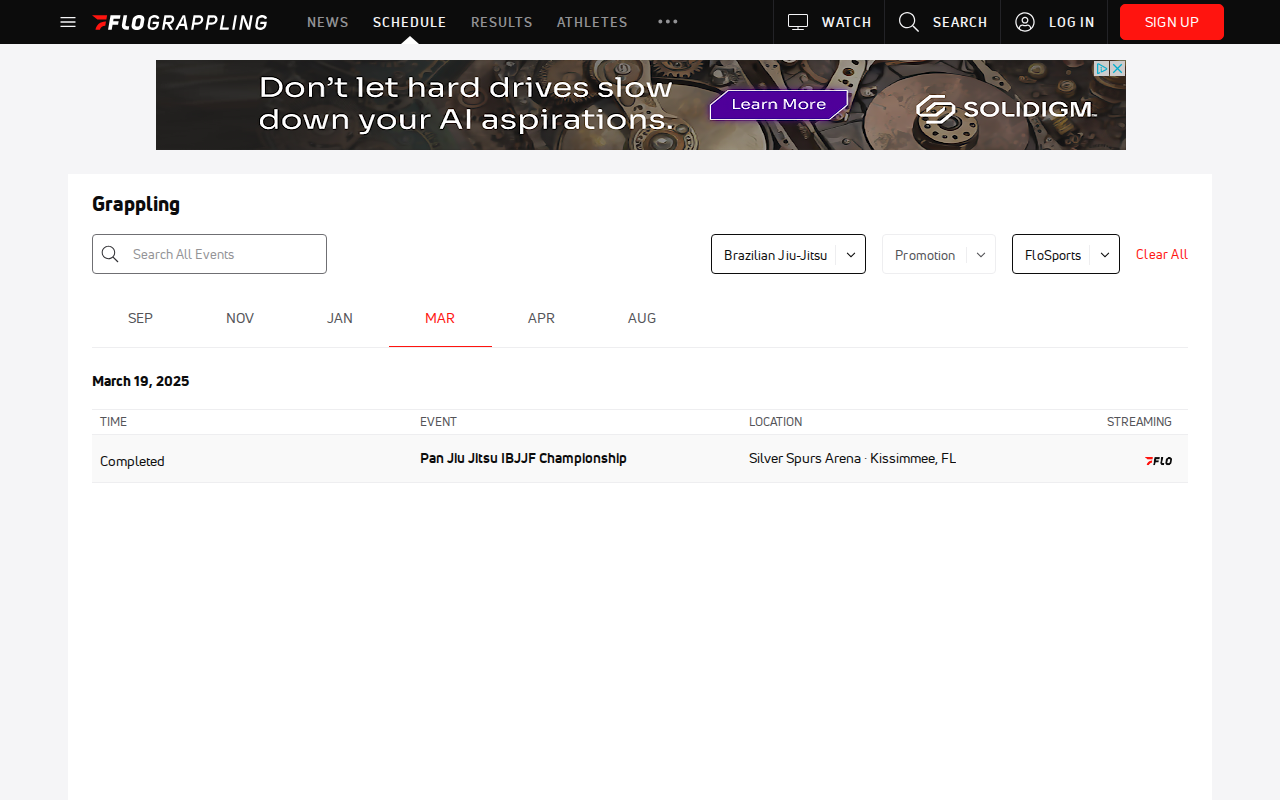 FLOGRAPPLING NEWS SCHEDULE RESULTS ATHLETES WATCH SEARCH LOG IN SIGN UP
Don't let hard drives slow
down your AI aspirations.
Learn More
SOLIDIGM
Grappling
Search All Events Brazilian Jiu-Jitsu Promotion FloSports Clear All
SEP NOV JAN MAR APR AUG
March 19, 2025
TIME EVENT LOCATION STREAMING
Completed Pan Jiu Jitsu IBJJF Championship Silver Spurs Arena · Kissimmee, FL FLO